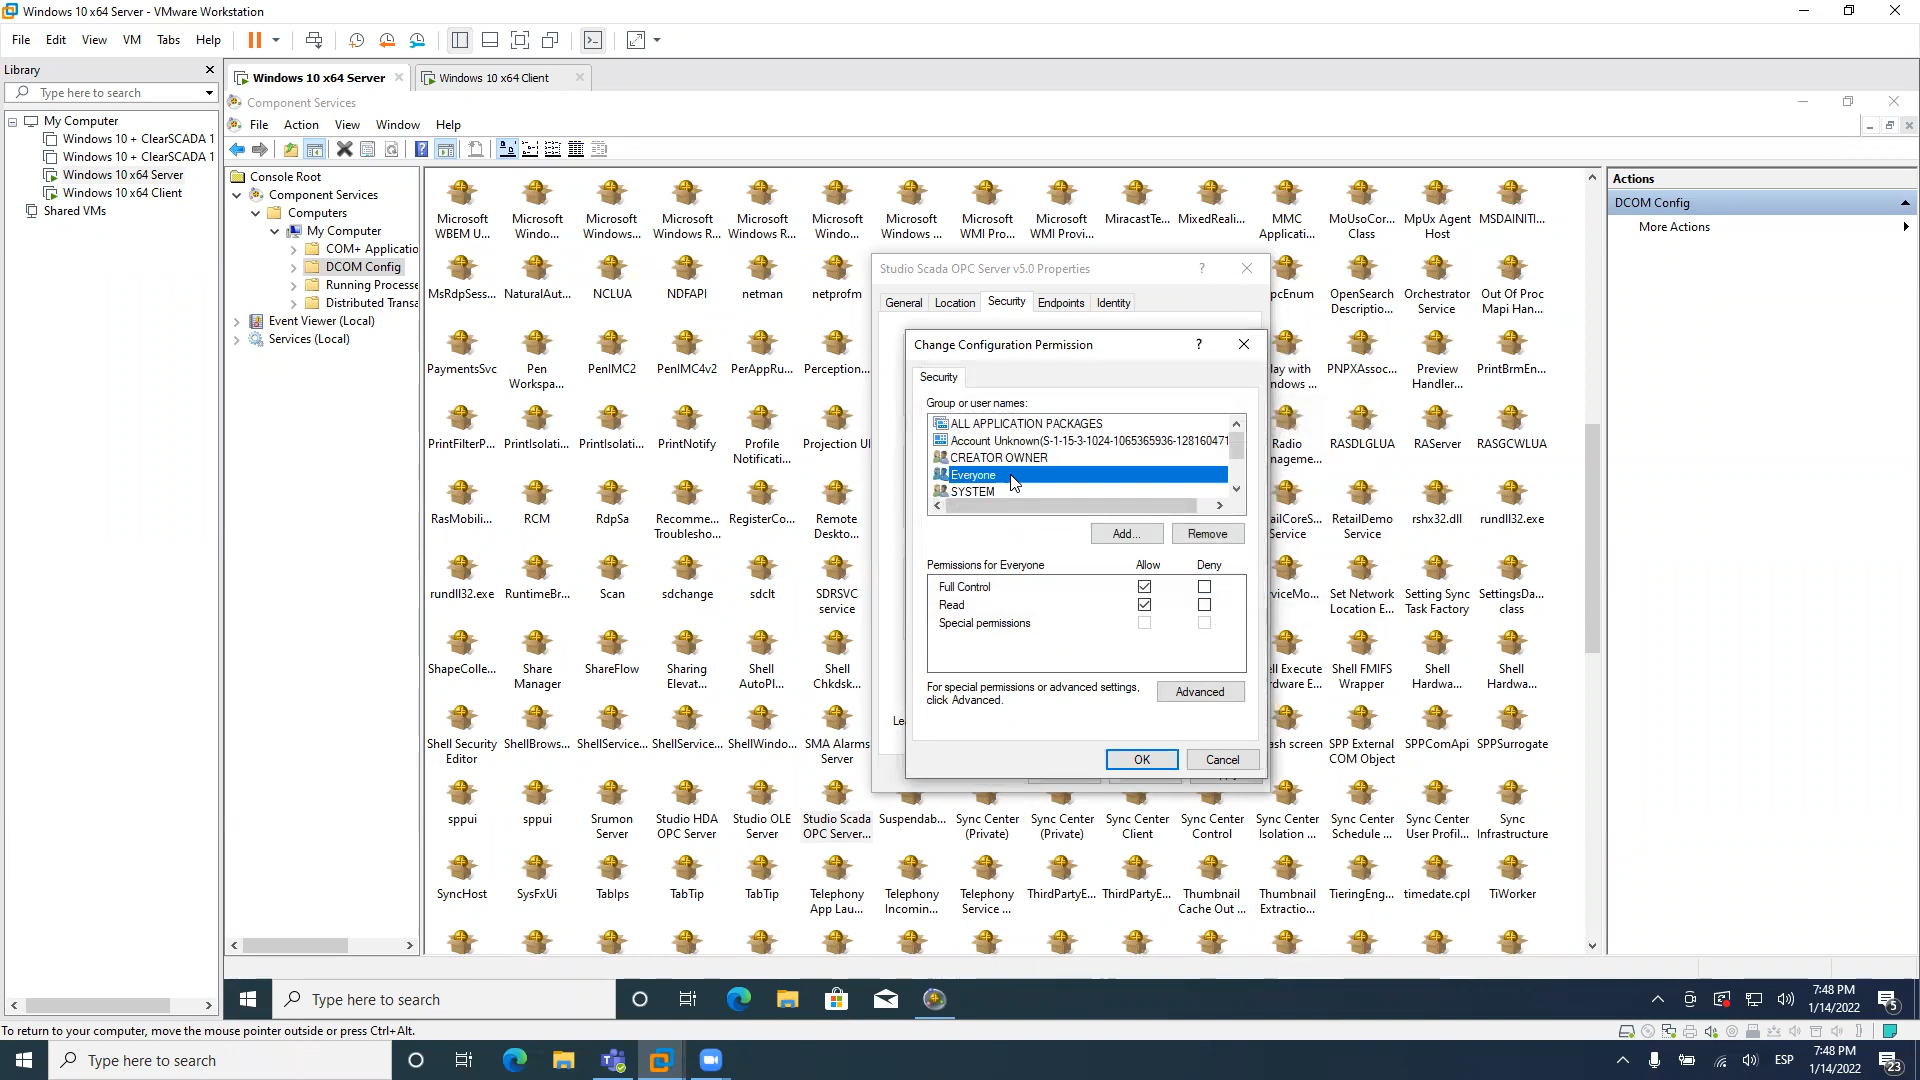 Windows 10 x64 Server - VMware Workstation
File Edit View VM Tabs Help
Library
Type here to search
My Computer
Windows 10 + ClearSCADA 1
Windows 10 + ClearSCADA 1
Windows 10 x64 Server
Windows 10 x64 Client
Shared VMs
Windows 10 x64 Server
Windows 10 x64 Client
Component Services
File Action View Window Help
Console Root
Component Services
Computers
My Computer
COM+ Applicatio
DCOM Config
Running Processe
Distributed Transa
Event Viewer (Local)
Services (Local)
Microsoft WBEM U...
Microsoft Windo...
Microsoft Windows...
Microsoft Windows R...
Microsoft Windows R...
Microsoft Windo...
Microsoft Windows ...
Microsoft WMI Pro...
Microsoft WMI Provi...
MiracastTe...
MixedReali...
MMC Applicati...
MoUsoCor... Class
MpUx Agent Host
MSDAINITI...
MsRdpSess...
NaturalAut...
NCLUA
NDFAPI
netman
netprofm
pcEnum
OpenSearch Descriptio...
Orchestrator Service
Out Of Proc Mapi Han...
PaymentsSvc
Pen Workspa...
PenIMC2
PenIMC4v2
PerAppRu...
Perception...
lay with
ndows ...
PNPXAssoc...
Preview Handler...
PrintBrmEn...
PrintFilterP...
PrintIsolati...
PrintIsolati...
PrintNotify
Profile Notificati...
Projection UI
Radio
nageme...
RASDLGLUA
RAServer
RASGCWLUA
RasMobili...
RCM
RdpSa
Recomme... Troublesho...
RegisterCo...
Remote Deskto...
ailCoreS...
Service
RetailDemo Service
rshx32.dll
rundll32.exe
rundll32.exe
RuntimeBr...
Scan
sdchange
sdclt
SDRSVC service
viceMo...
Set Network Location E...
Setting Sync Task Factory
SettingsDa... class
ShapeColle...
Share Manager
ShareFlow
Sharing Elevat...
Shell AutoPl...
Shell Chkdsk...
ll Execute
dware E...
Shell FMIFS Wrapper
Shell Hardwa...
Shell Hardwa...
Shell Security Editor
ShellBrows...
ShellService...
ShellService...
ShellWindo...
SMA Alarms Server
ash screen
SPP External COM Object
SPPComApi
SPPSurrogate
sppui
sppui
Srumon Server
Studio HDA OPC Server
Studio OLE Server
Studio Scada OPC Server...
Suspendab...
Sync Center (Private)
Sync Center (Private)
Sync Center Client
Sync Center Control
Sync Center Isolation ...
Sync Center Schedule ...
Sync Center User Profil...
Sync Infrastructure
SyncHost
SysFxUi
TabIps
TabTip
TabTip
Telephony App Lau...
Telephony Incomin...
Telephony Service ...
ThirdPartyE...
ThirdPartyE...
Thumbnail Cache Out ...
Thumbnail Extractio...
TieringEng...
timedate.cpl
TiWorker
Studio Scada OPC Server v5.0 Properties
General Location Security Endpoints Identity
Le
Change Configuration Permission
Security
Group or user names:
ALL APPLICATION PACKAGES
Account Unknown(S-1-15-3-1024-1065365936-128160471
CREATOR OWNER
Everyone
SYSTEM
Add... Remove
Permissions for Everyone Allow Deny
Full Control
Read
Special permissions
For special permissions or advanced settings,
click Advanced.
Advanced
OK Cancel
Actions
DCOM Config
More Actions
Type here to search
7:48 PM
1/14/2022
5
To return to your computer, move the mouse pointer outside or press Ctrl+Alt.
Type here to search
ESP
7:48 PM
1/14/2022
23